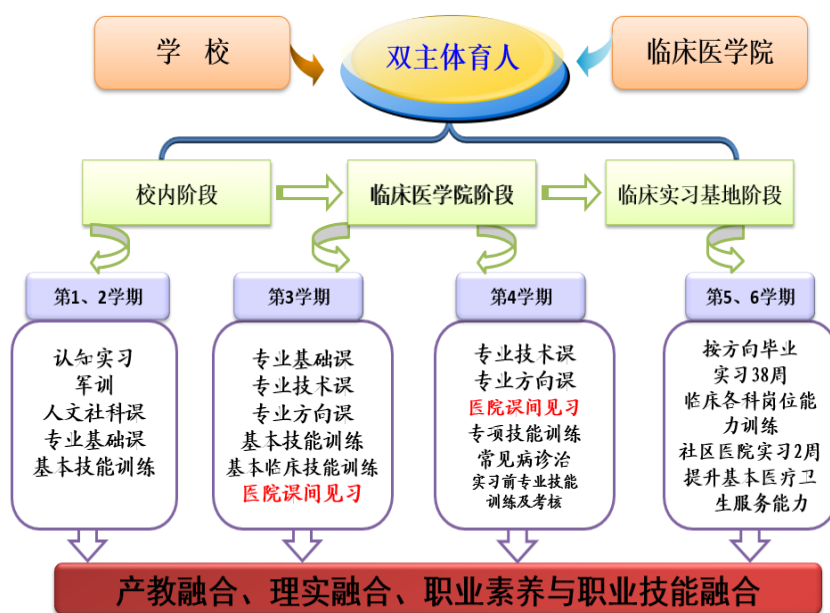 学 校
双主体育人
临床医学院
校内阶段
临床医学院阶段
临床实习基地阶段
第1、2学期
第3学期
第4学期
第5、6学期
认知实习
军训
人文社科课
专业基础课
基本技能训练
专业基础课
专业技术课
专业方向课
基本技能训练
基本临床技能训练
医院误间见习
专业技术课
专业方向课
医院误间见习
专项技能训练
常见病诊治
实习前专业技能
训练及考核
按方向毕业
实习38周
临床各科岗位能
力训练
社区医院实习2周
提升基本医疗卫
生服务能力
产教融合、理实融合、职业素养与职业技能融合